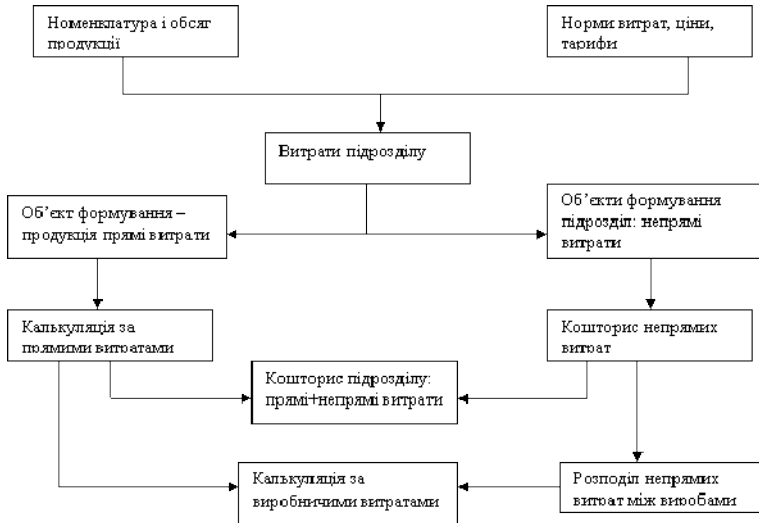 Номенклатура і обсяг
продукції
Норми витрат, ціни,
тарифи
Витрати підрозділу
Об’єкт формування –
продукція прямі витрати
Об’єкти формування
підрозділ: непрямі
витрати
Калькуляція за
прямими витратами
Кошторис непрямих
витрат
Кошторис підрозділу:
прямі+непрямі витрати
Калькуляція за
виробничими витратами
Розподіл непрямих
витрат між виробами